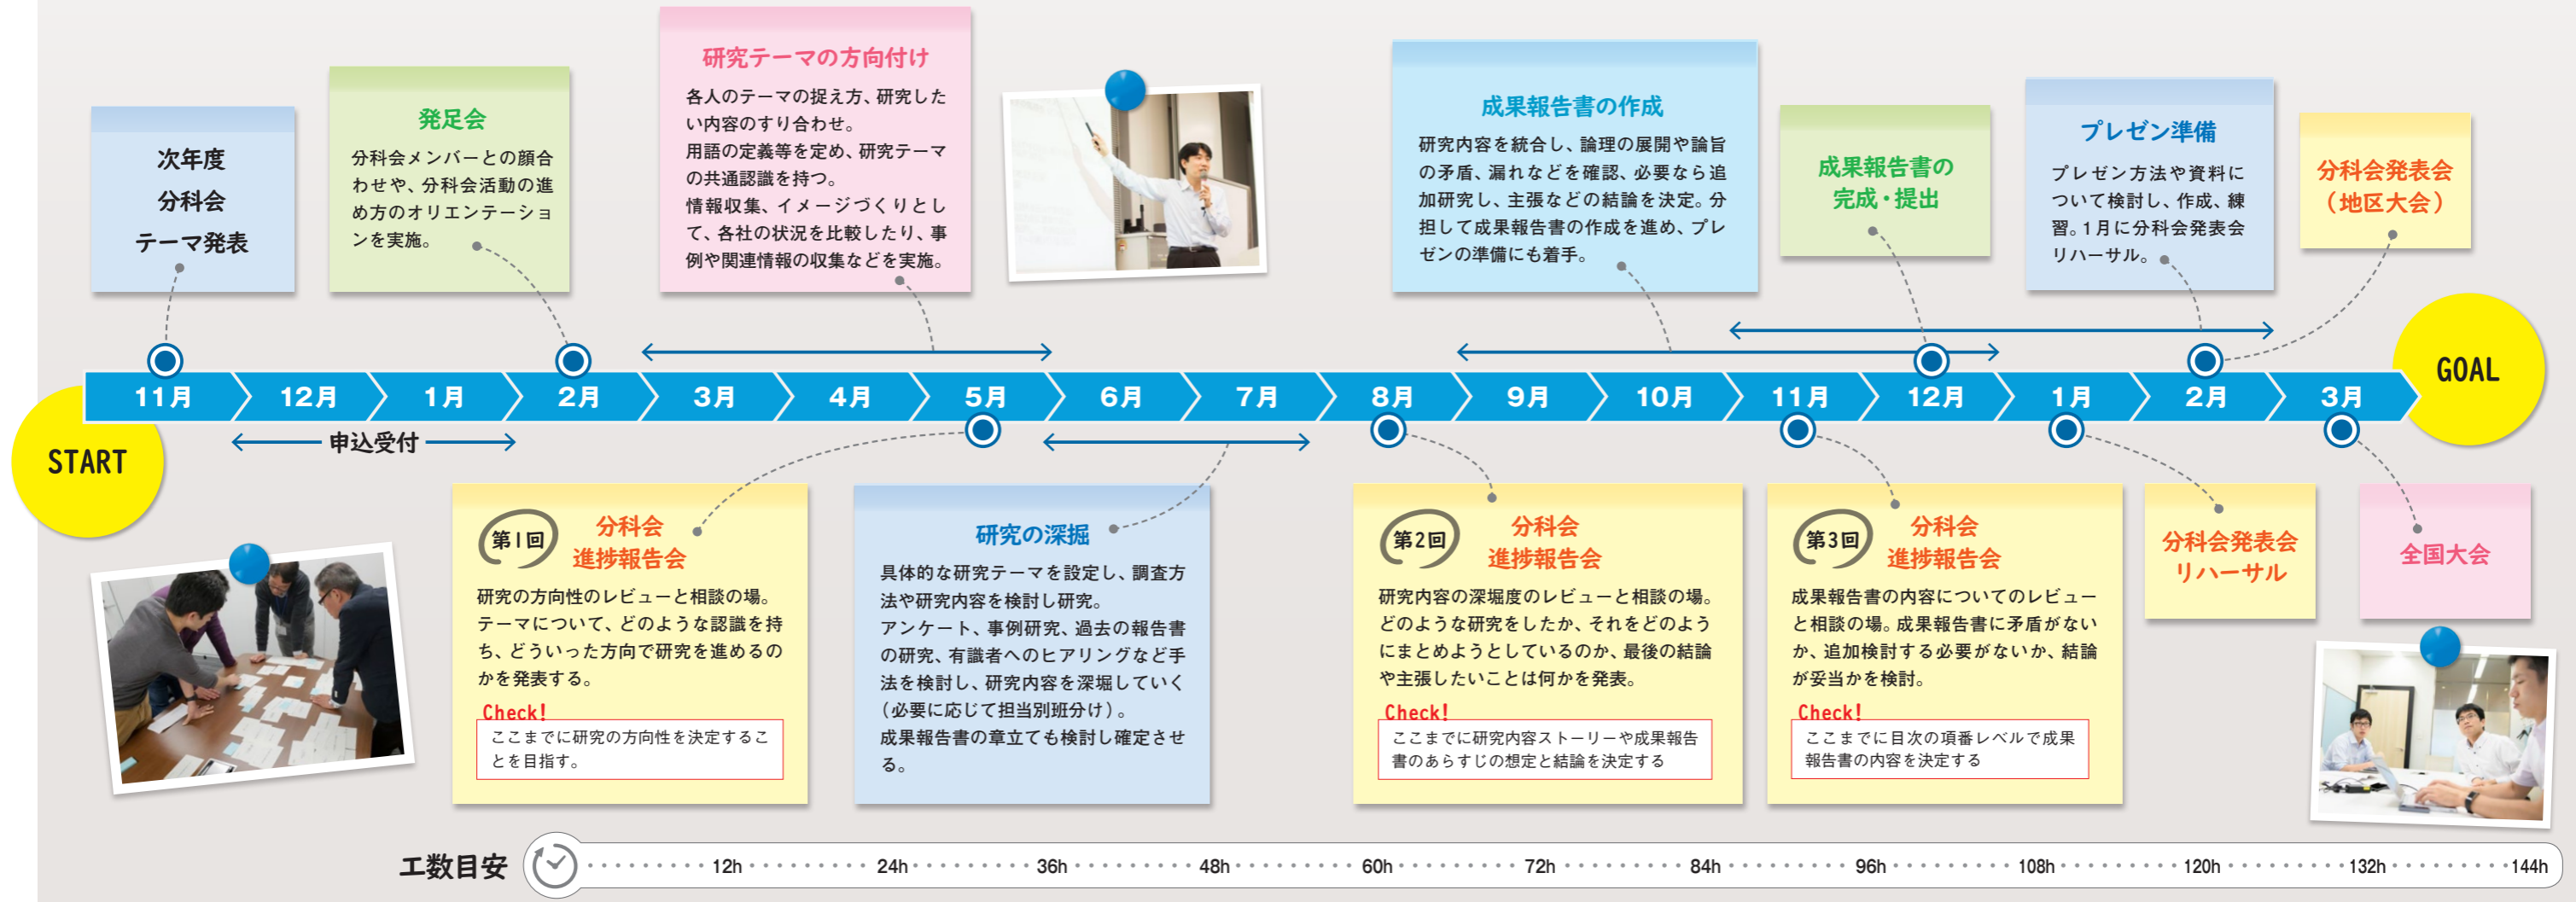 次年度
分科会
テーマ発表
発足会
分科会メンバーとの顔合
わせや、分科会活動の進
め方のオリエンテーショ
ンを実施。
研究テーマの方向付け
各人のテーマの捉え方、研究した
い内容のすり合わせ。
用語の定義等を定め、研究テーマ
の共通認識を持つ。
情報収集、イメージづくりとし
て、各社の状況を比較したり、事
例や関連情報の収集などを実施。
成果報告書の作成
研究内容を統合し、論理の展開や論旨
の矛盾、漏れなどを確認、必要なら追
加研究し、主張などの結論を決定。分
担して成果報告書の作成を進め、プレ
ゼンの準備にも着手。
成果報告書の
完成・提出
プレゼン準備
プレゼン方法や資料に
ついて検討し、作成、練
習。1月に分科会発表会
リハーサル。
分科会発表会
（地区大会）
START
11月
12月
1月
2月
3月
4月
5月
6月
7月
8月
9月
10月
11月
12月
1月
2月
3月
GOAL
申込受付
第1回
分科会
進捗報告会
研究の方向性のレビューと相談の場。
テーマについて、どのような認識を持
ち、どういった方向で研究を進めるの
かを発表する。
Check!
ここまでに研究の方向性を決定するこ
とを目指す。
研究の深掘
具体的な研究テーマを設定し、調査方
法や研究内容を検討し研究。
アンケート、事例研究、過去の報告書
の研究、有識者へのヒアリングなど手
法を検討し、研究内容を深堀していく
（必要に応じて担当別班分け）。
成果報告書の章立ても検討し確定させ
る。
第2回
分科会
進捗報告会
研究内容の深堀度のレビューと相談の場。
どのような研究をしたか、それをどのよう
にまとめようとしているのか、最後の結論
や主張したいことは何かを発表。
Check!
ここまでに研究内容ストーリーや成果報告
書のあらすじの想定と結論を決定する
第3回
分科会
進捗報告会
成果報告書の内容についてのレビュー
と相談の場。成果報告書に矛盾がない
か、追加検討する必要がないか、結論
が妥当かを検討。
Check!
ここまでに目次の項番レベルで成果
報告書の内容を決定する
分科会発表会
リハーサル
全国大会
工数目安
12h
24h
36h
48h
60h
72h
84h
96h
108h
120h
132h
144h